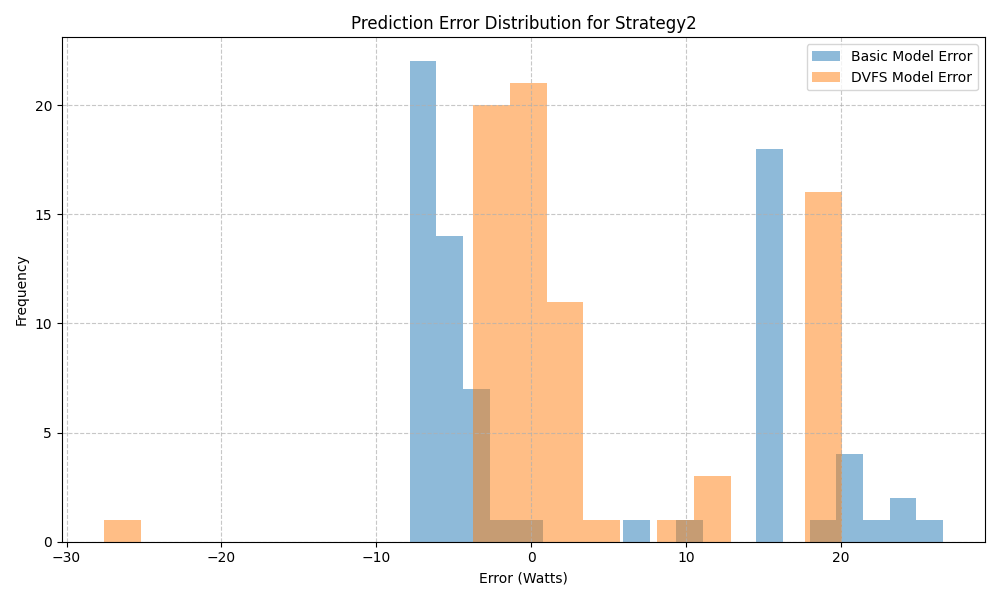 Prediction Error Distribution for Strategy2
Basic Model Error
DVFS Model Error
Frequency
20
15
10
5
0
−30
−20
−10
0
10
20
Error (Watts)